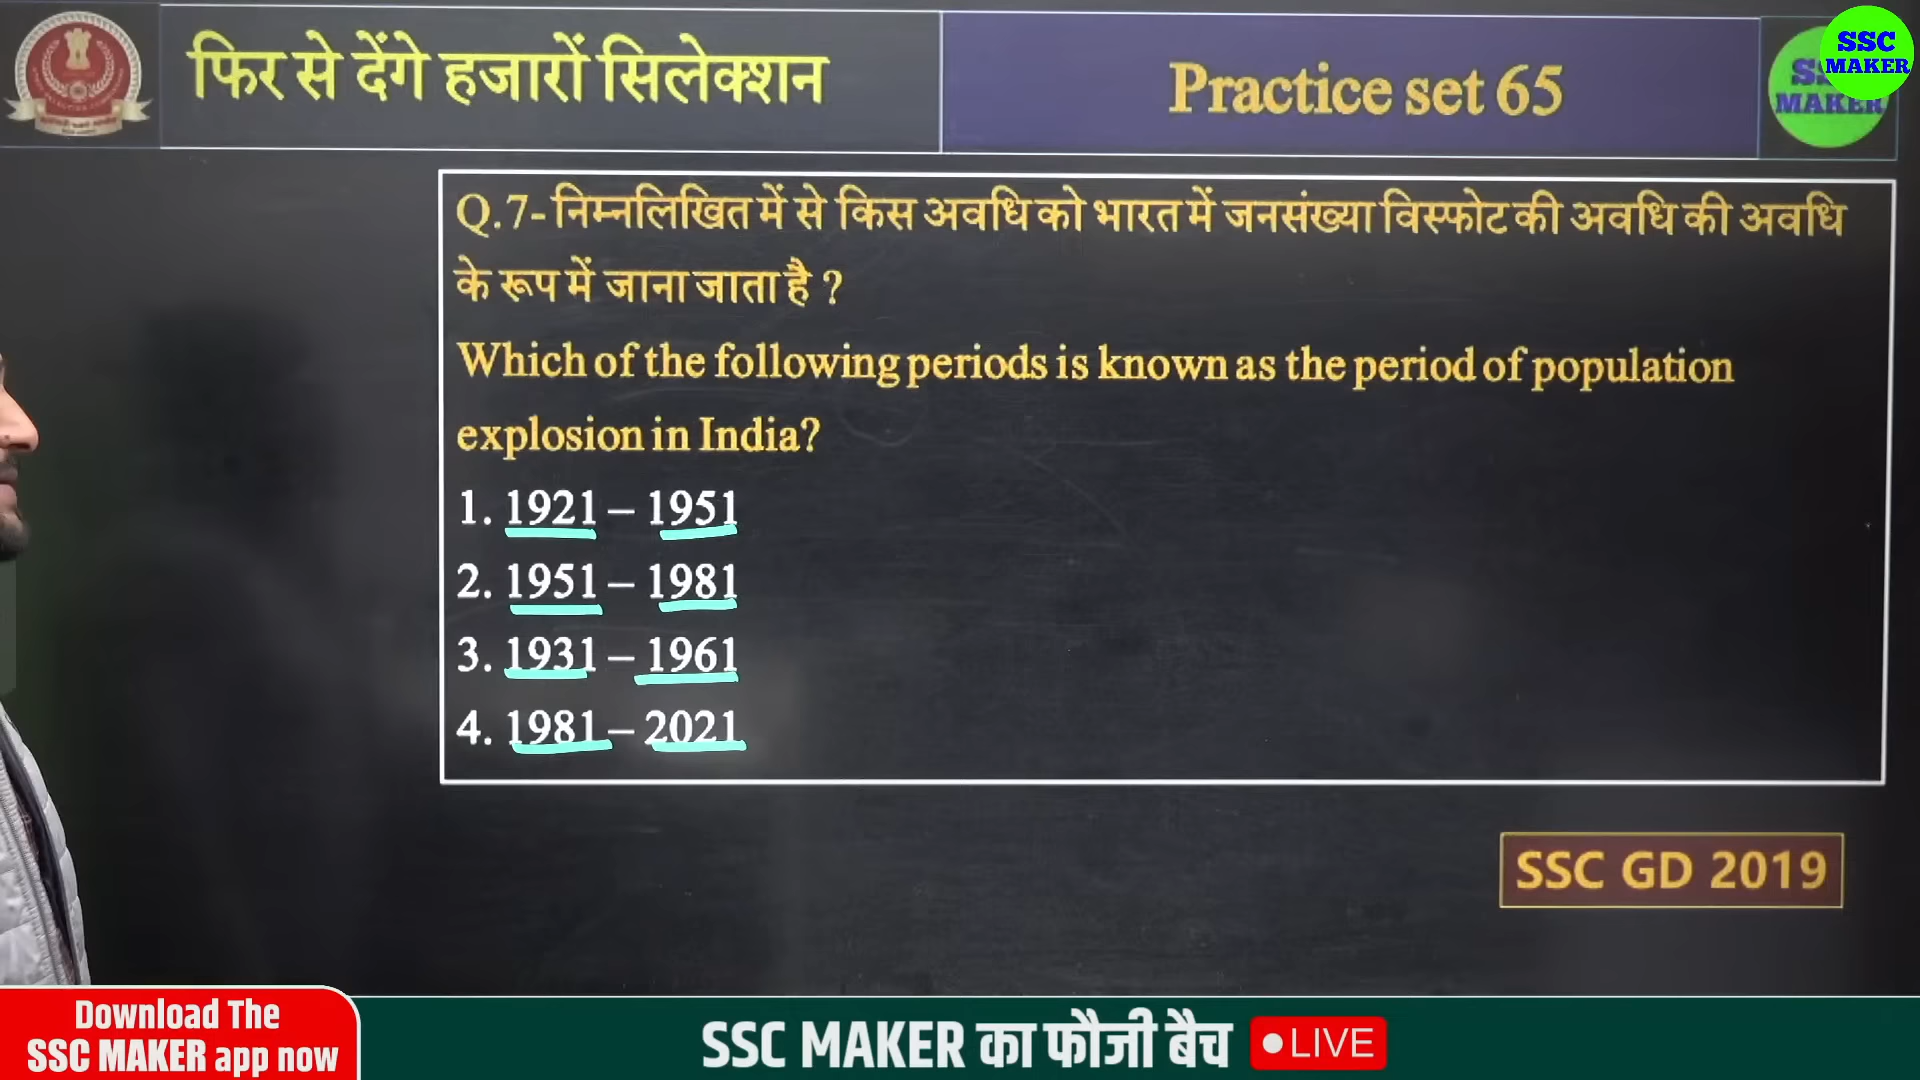 फिर से देंगे हजारों सिलेक्शन
Practice set 65
SSC
MAKER
MAKER
Q.7- निम्नलिखित में से किस अवधि को भारत में जनसंख्या विस्फोट की अवधि की अवधि
के रूप में जाना जाता है ?
Which of the following periods is known as the period of population
explosion in India?
1. 1921 – 1951
2. 1951 – 1981
3. 1931 – 1961
4. 1981 – 2021
SSC GD 2019
Download The
SSC MAKER app now
SSC MAKER का फौजी बैच
LIVE